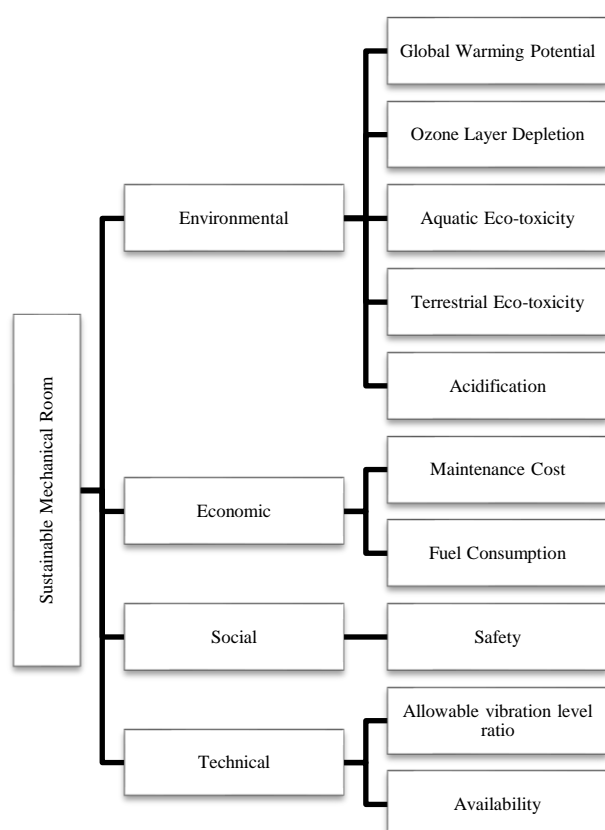 Sustainable Mechanical Room
Environmental
Global Warming Potential
Ozone Layer Depletion
Aquatic Eco-toxicity
Terrestrial Eco-toxicity
Acidification
Economic
Maintenance Cost
Fuel Consumption
Social
Safety
Technical
Allowable vibration level
ratio
Availability